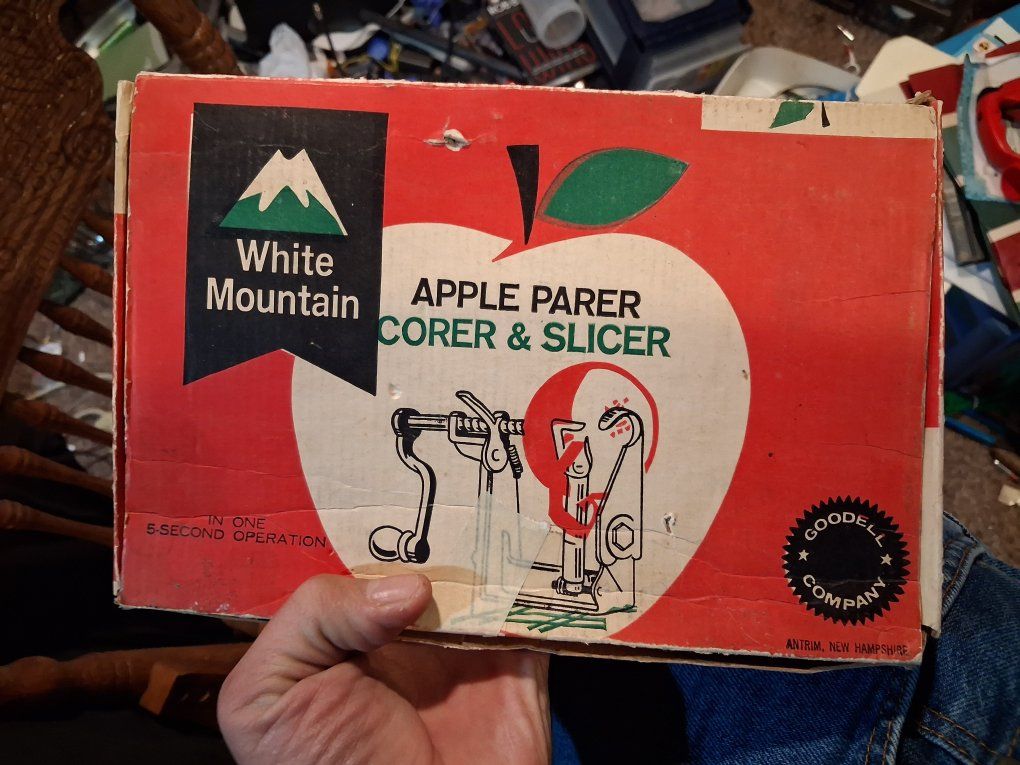 White
Mountain
APPLE PARER
CORER & SLICER
IN ONE
5-SECOND OPERATION
GOODELL
COMPANY
ANTRIM, NEW HAMPSHIRE